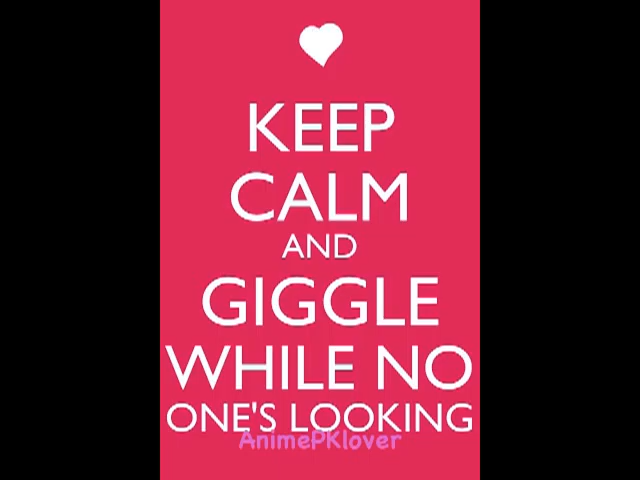 KEEP
CALM
AND
GIGGLE
WHILE NO
ONE'S LOOKING
AnimePKlover